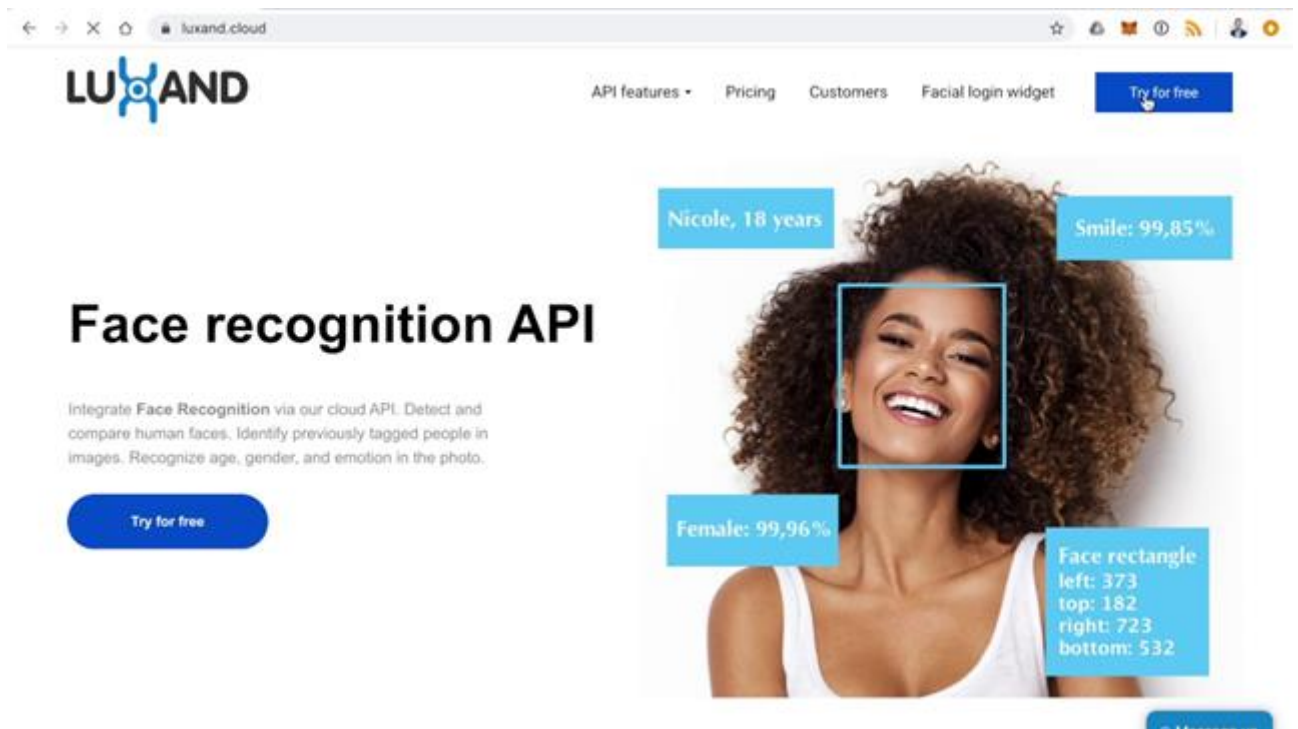 luxand.cloud
LUXAND
API features
Pricing
Customers
Facial login widget
Try for free
Nicole, 18 years
Smile: 99,85%
Face recognition API
Integrate Face Recognition via our cloud API. Detect and
compare human faces. Identify previously tagged people in
images. Recognize age, gender, and emotion in the photo.
Try for free
Female: 99,96%
Face rectangle
left: 373
top: 182
right: 723
bottom: 532